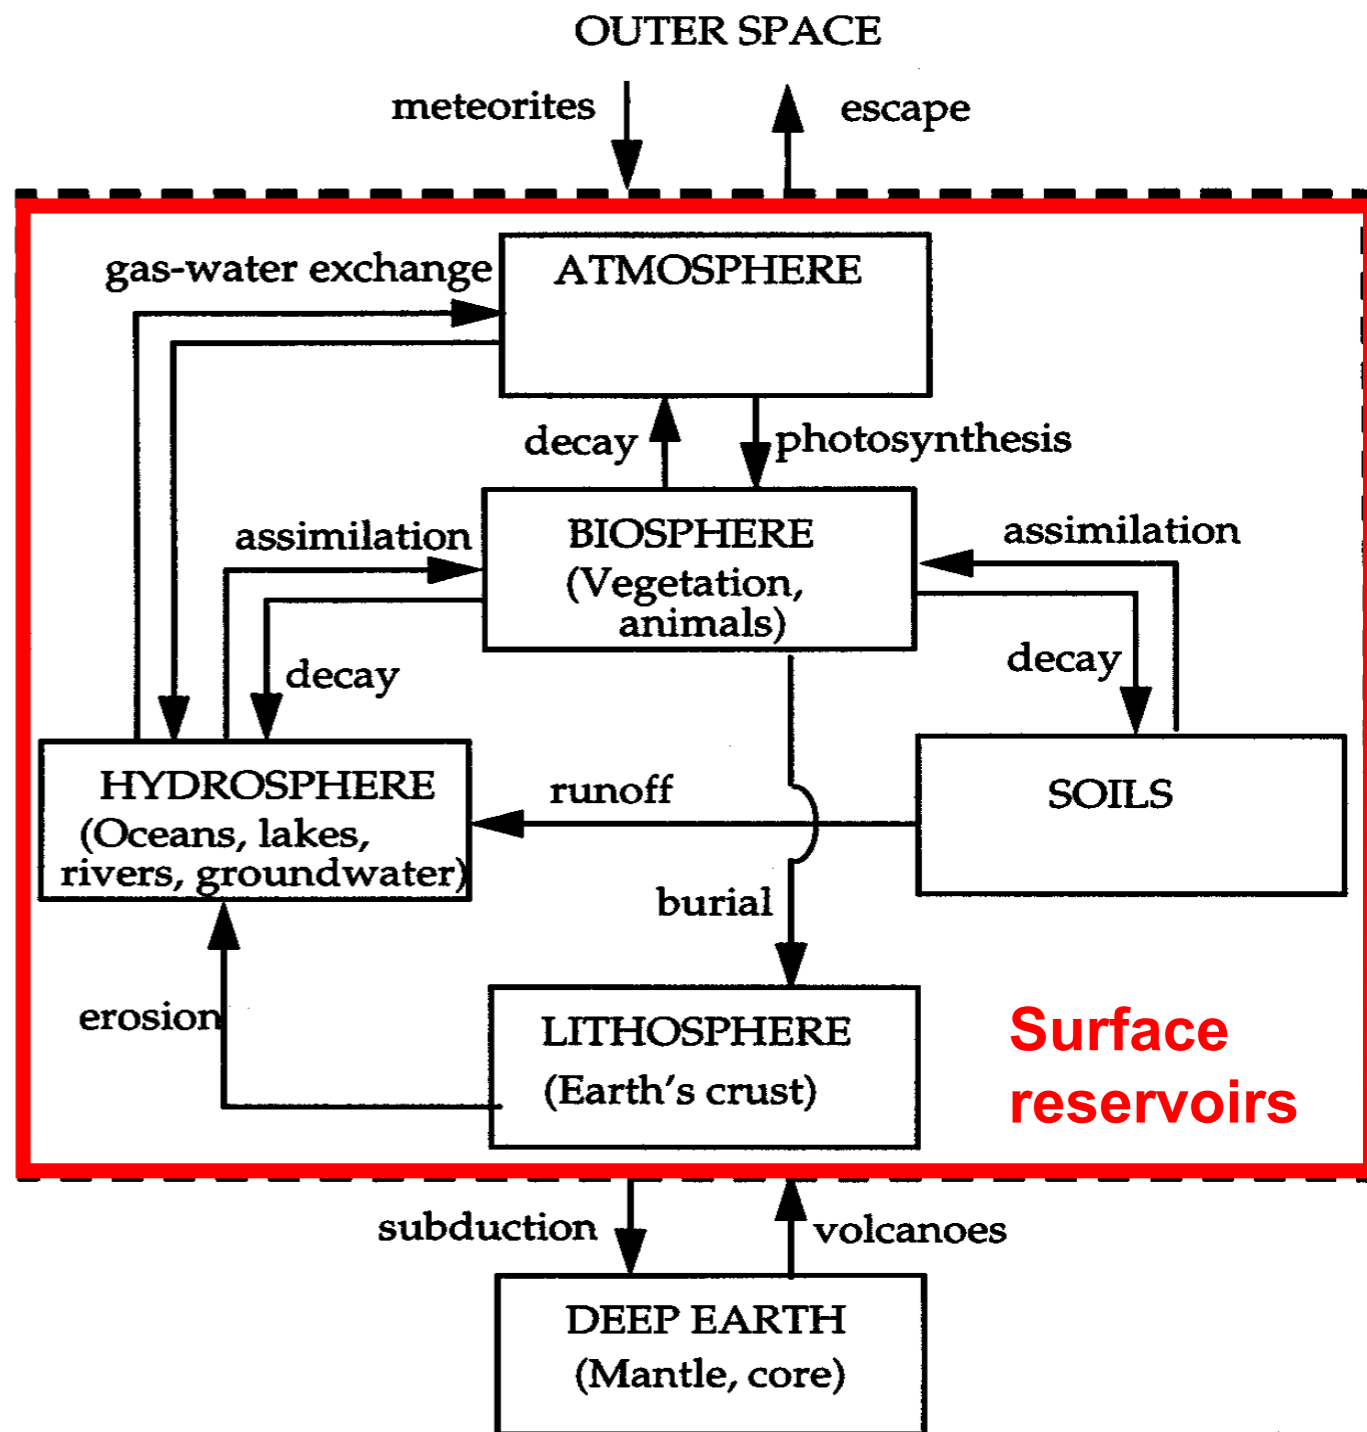 OUTER SPACE
meteorites
escape
gas-water exchange
ATMOSPHERE
decay
photosynthesis
assimilation
BIOSPHERE
(Vegetation,
animals)
assimilation
decay
decay
HYDROSPHERE
(Oceans, lakes,
rivers, groundwater)
runoff
SOILS
burial
erosion
LITHOSPHERE
(Earth's crust)
Surface
reservoirs
subduction
volcanoes
DEEP EARTH
(Mantle, core)